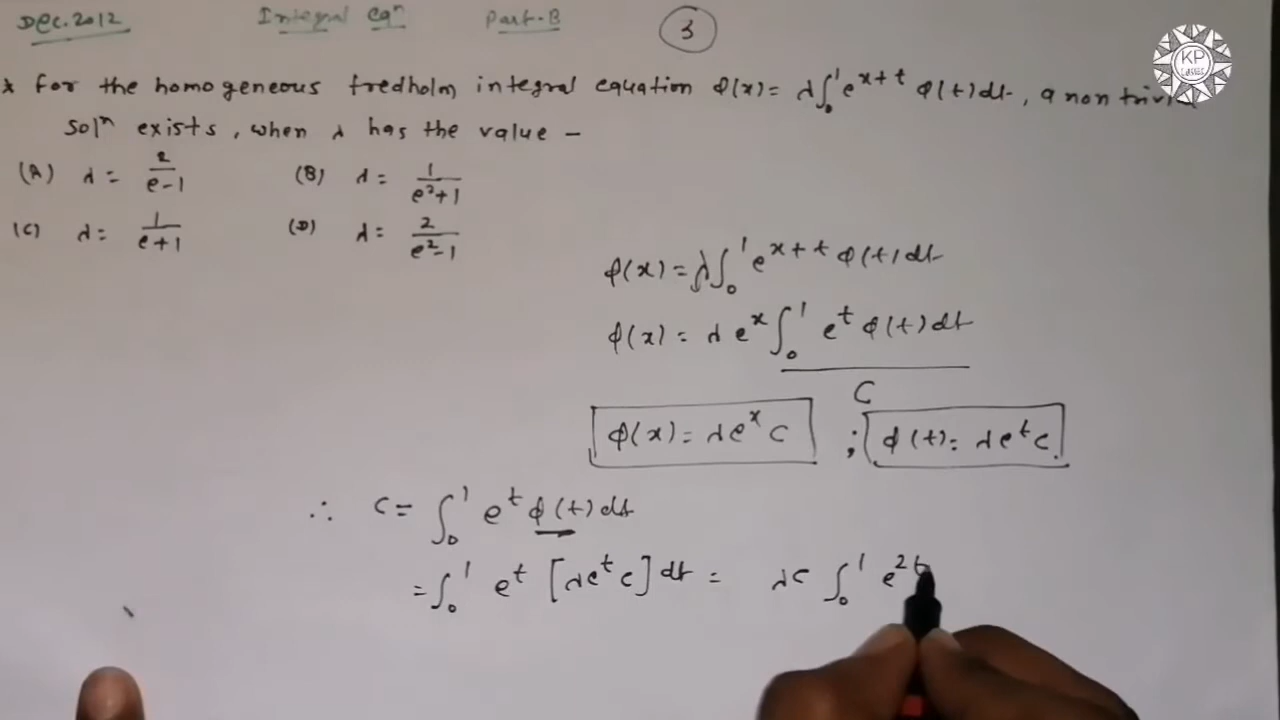 Dec. 2012 Integral eqn Part-B 3
KP Classes
* For the homogeneous fredholm integral equation φ(x) = λ∫₀¹ e^{x+t} φ(t)dt, a non trivial
solⁿ exists, when λ has the value –
(A) λ = 2/(e-1) (B) λ = 1/(e²+1)
(C) λ = 1/(e+1) (D) λ = 2/(e²-1)
φ(x) = λ∫₀¹ e^{x+t} φ(t)dt
φ(x) = λ e^x ∫₀¹ e^t φ(t)dt
C
φ(x) = λe^x c ; φ(t) = λe^t c.
∴ c = ∫₀¹ e^t φ(t)dt
= ∫₀¹ e^t [λe^t c] dt = λc ∫₀¹ e^{2t}